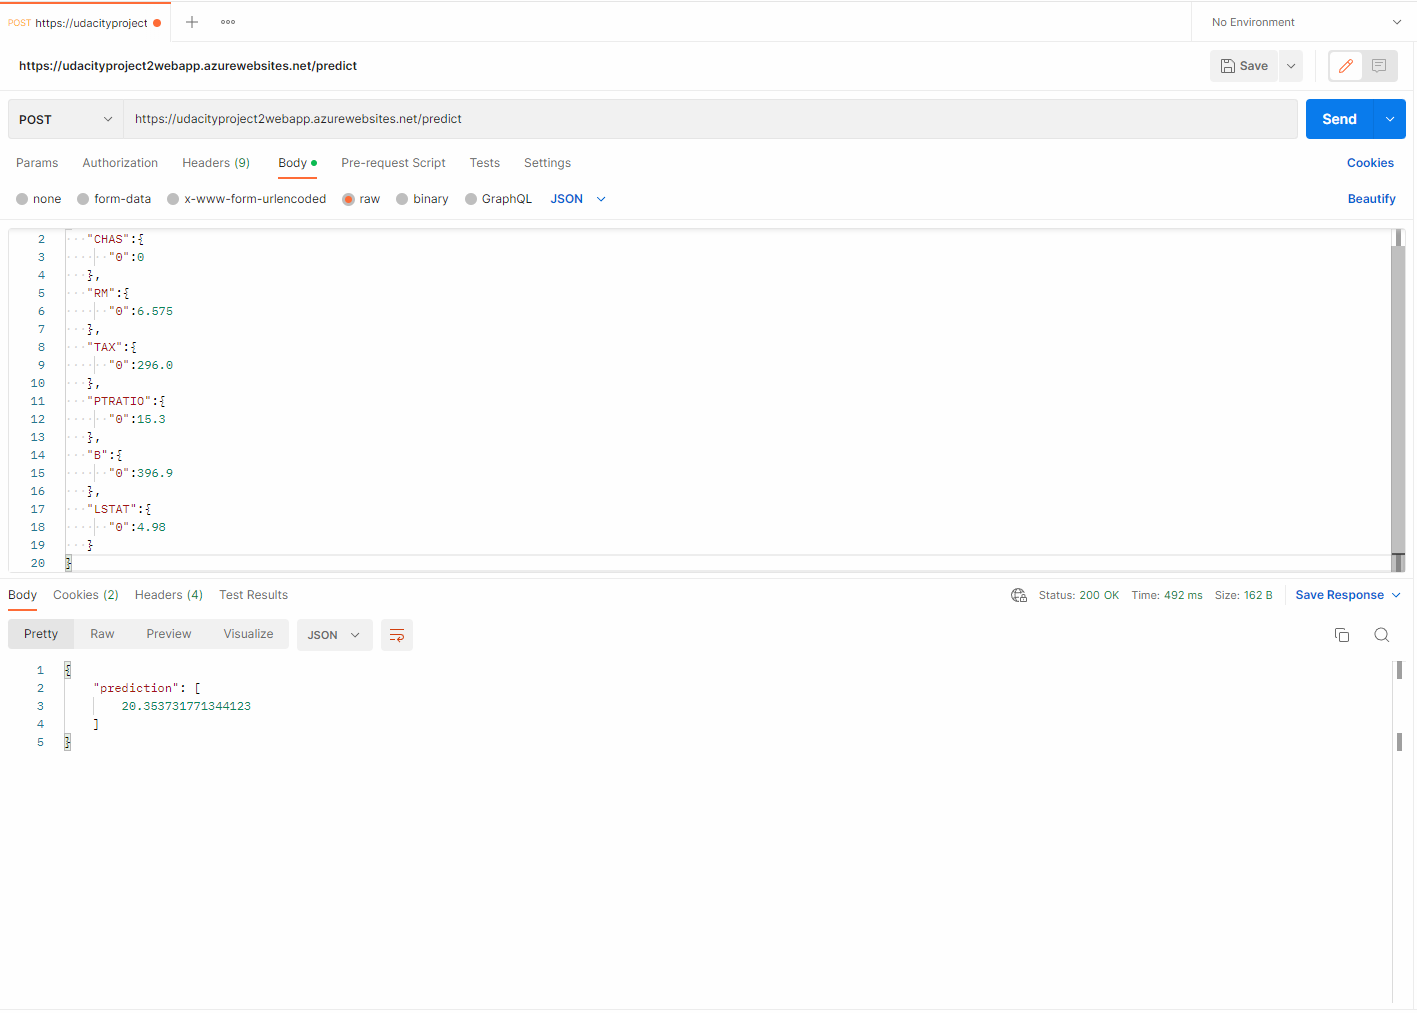 POST https://udacityproject
No Environment
https://udacityproject2webapp.azurewebsites.net/predict
Save
POST
https://udacityproject2webapp.azurewebsites.net/predict
Send
Params Authorization Headers (9) Body Pre-request Script Tests Settings Cookies
none form-data x-www-form-urlencoded raw binary GraphQL JSON Beautify
2 "CHAS":{
3 "0":0
4 },
5 "RM":{
6 "0":6.575
7 },
8 "TAX":{
9 "0":296.0
10 },
11 "PTRATIO":{
12 "0":15.3
13 },
14 "B":{
15 "0":396.9
16 },
17 "LSTAT":{
18 "0":4.98
19 }
20 }
Body Cookies (2) Headers (4) Test Results Status: 200 OK Time: 492 ms Size: 162 B Save Response
Pretty Raw Preview Visualize JSON
1 {
2 "prediction": [
3 20.353731771344123
4 ]
5 }